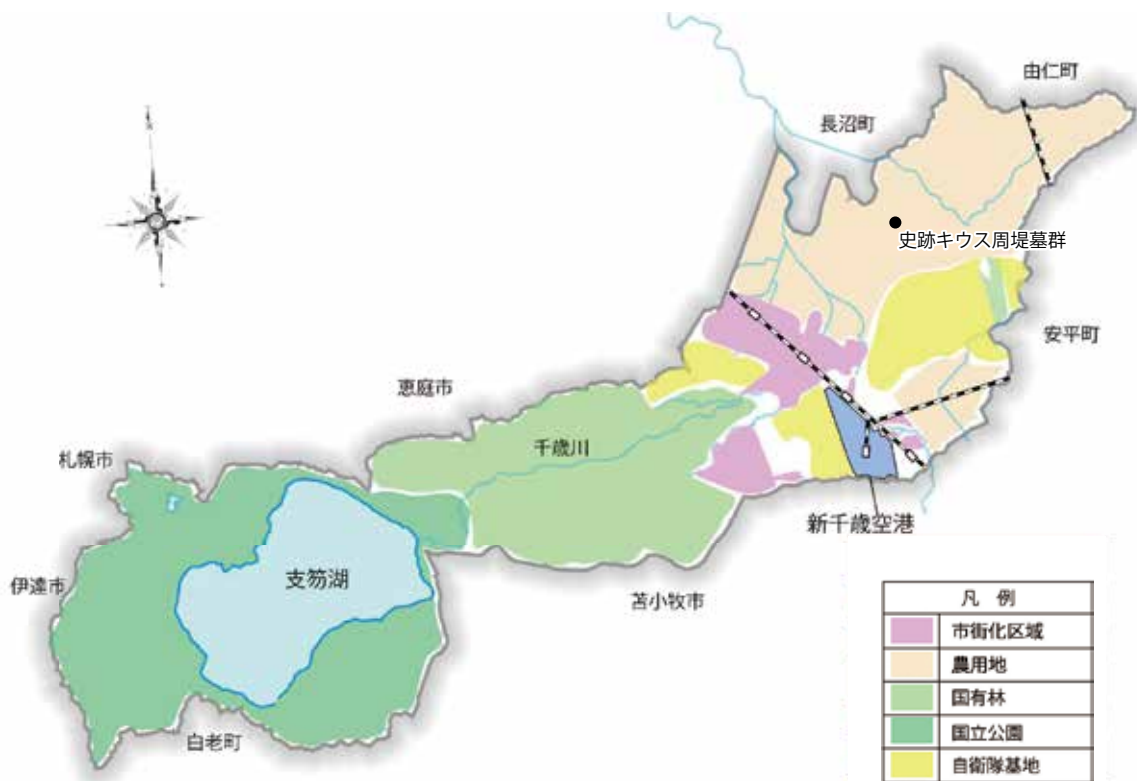 由仁町
長沼町
史跡キウス周堤墓群
安平町
恵庭市
千歳川
札幌市
新千歳空港
支笏湖
伊達市
苫小牧市
白老町
凡 例
市街化区域
農用地
国有林
国立公園
自衛隊基地